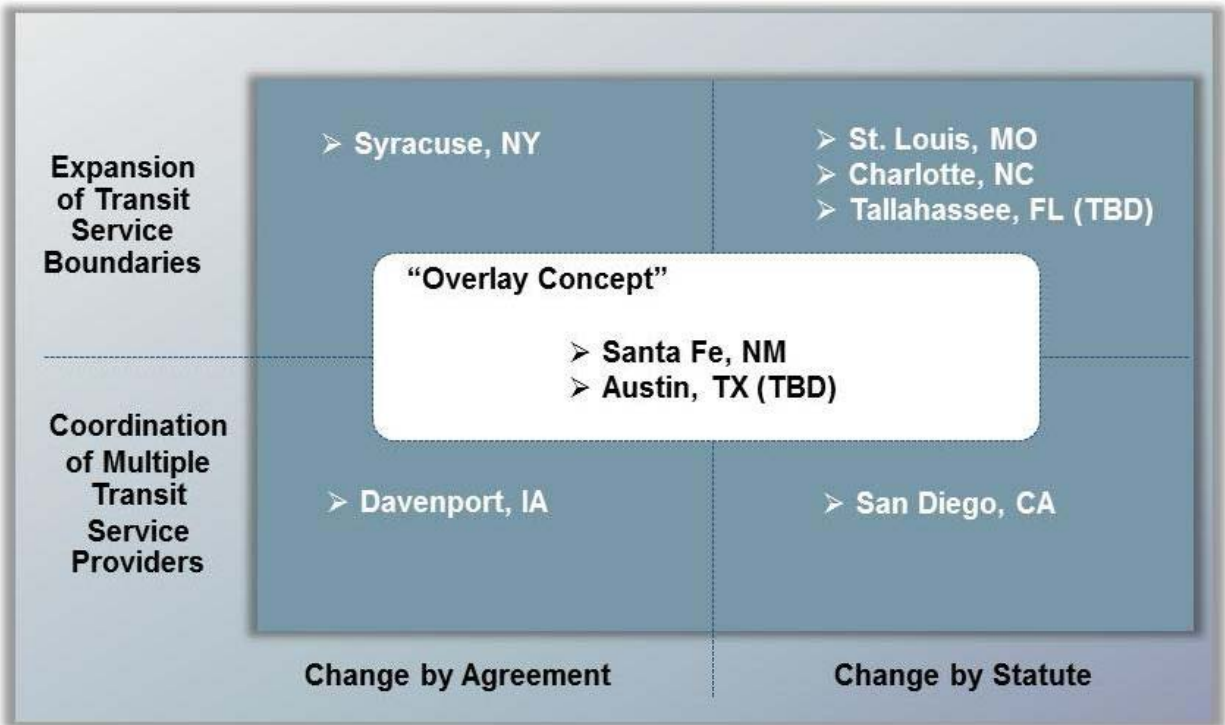 Expansion
of Transit
Service
Boundaries
➢ Syracuse, NY
➢ St. Louis, MO
➢ Charlotte, NC
➢ Tallahassee, FL (TBD)
“Overlay Concept”
➢ Santa Fe, NM
➢ Austin, TX (TBD)
Coordination
of Multiple
Transit
Service
Providers
➢ Davenport, IA
➢ San Diego, CA
Change by Agreement
Change by Statute